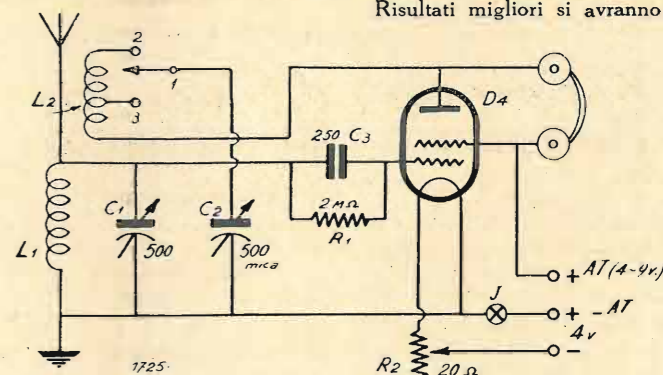 Risultati migliori si avranno
2
1
3
L2
D4
250 C3
2 MΩ
R1
C1
500
C2
500
mica
L1
+ AT (4-9v.)
J
+ -AT
4v
-
R2
20 Ω
1725.